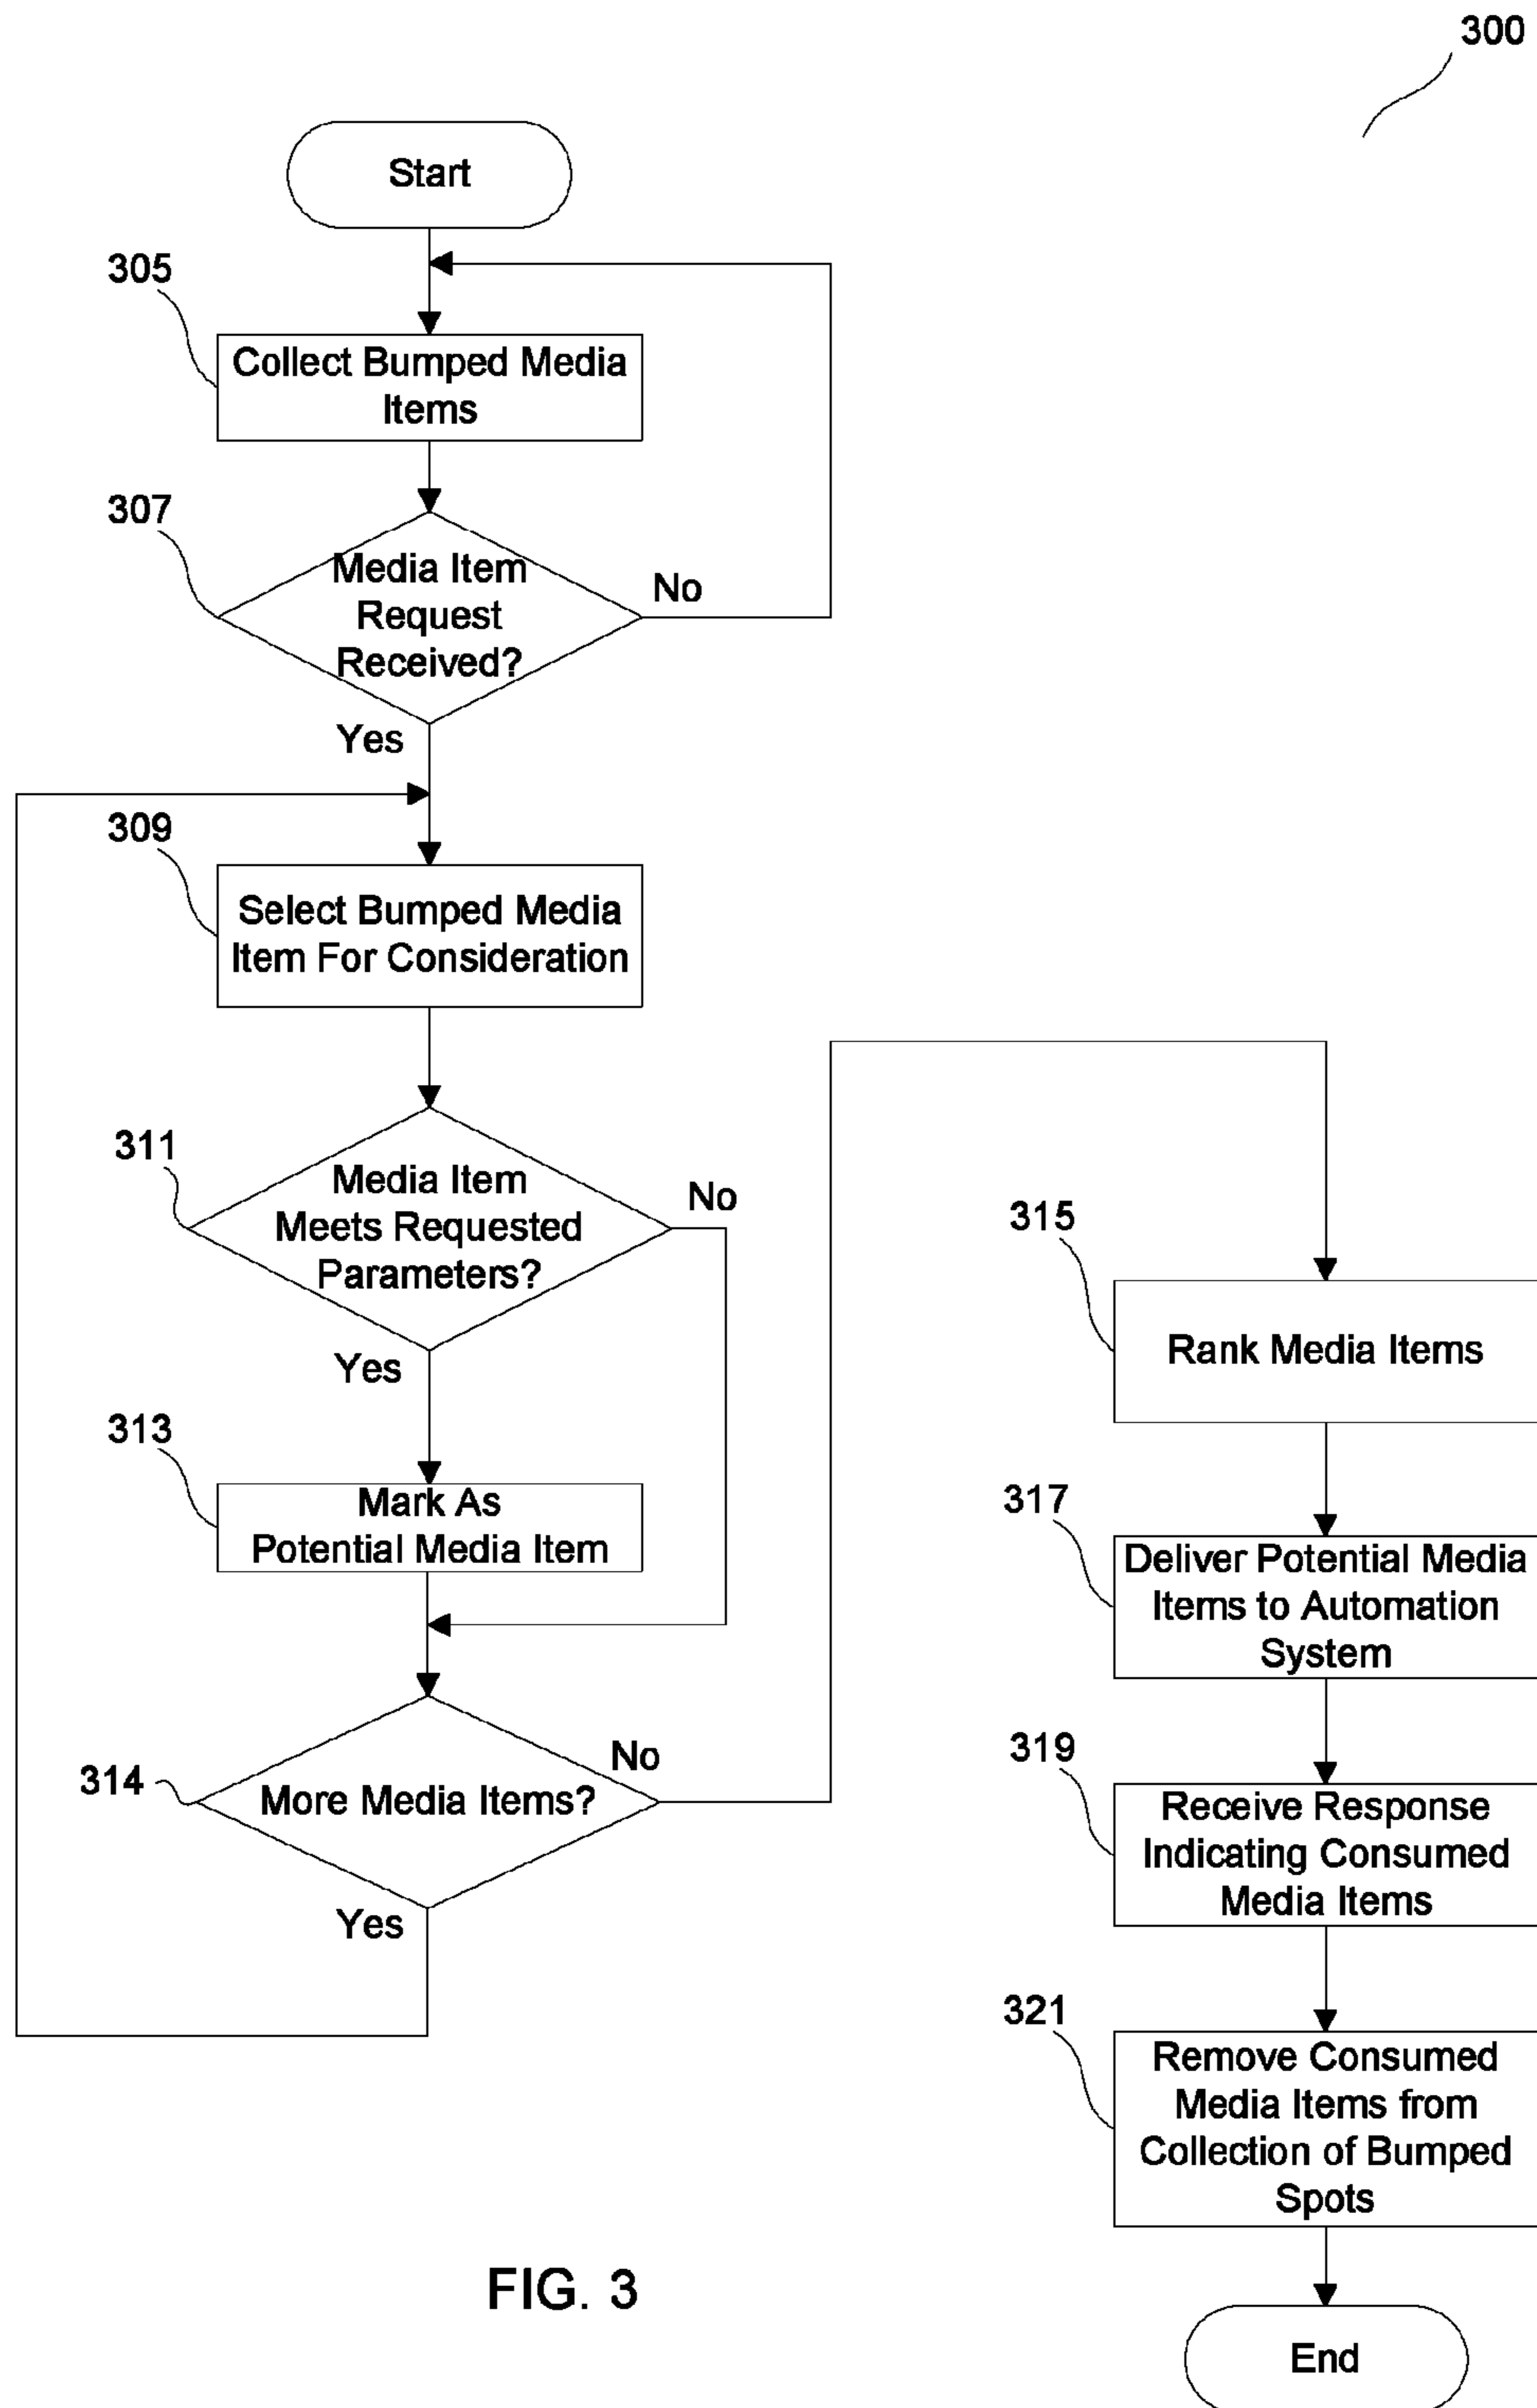 300
Start
305
Collect Bumped Media
Items
307
Media Item
Request
Received?
No
Yes
309
Select Bumped Media
Item For Consideration
311
Media Item
Meets Requested
Parameters?
No
Yes
313
Mark As
Potential Media Item
314
More Media Items?
No
Yes
315
Rank Media Items
317
Deliver Potential Media
Items to Automation
System
319
Receive Response
Indicating Consumed
Media Items
321
Remove Consumed
Media Items from
Collection of Bumped
Spots
End
FIG. 3